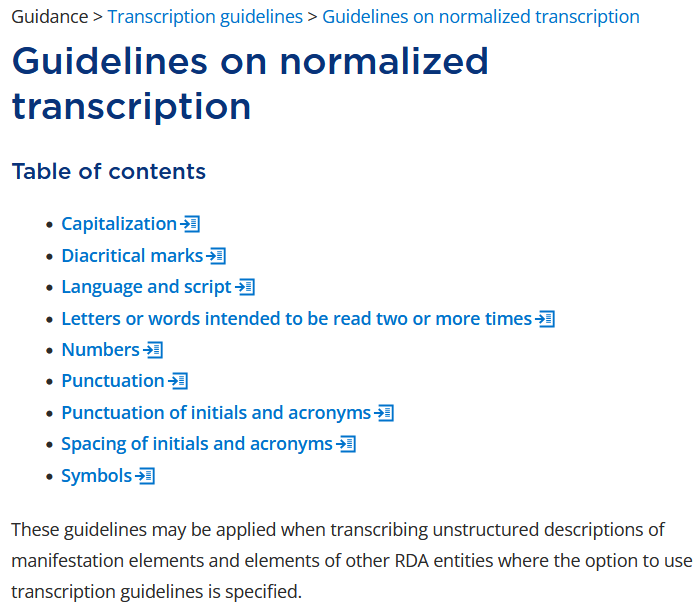 Guidance > Transcription guidelines > Guidelines on normalized transcription
Guidelines on normalized
transcription
Table of contents
• Capitalization
• Diacritical marks
• Language and script
• Letters or words intended to be read two or more times
• Numbers
• Punctuation
• Punctuation of initials and acronyms
• Spacing of initials and acronyms
• Symbols
These guidelines may be applied when transcribing unstructured descriptions of
manifestation elements and elements of other RDA entities where the option to use
transcription guidelines is specified.